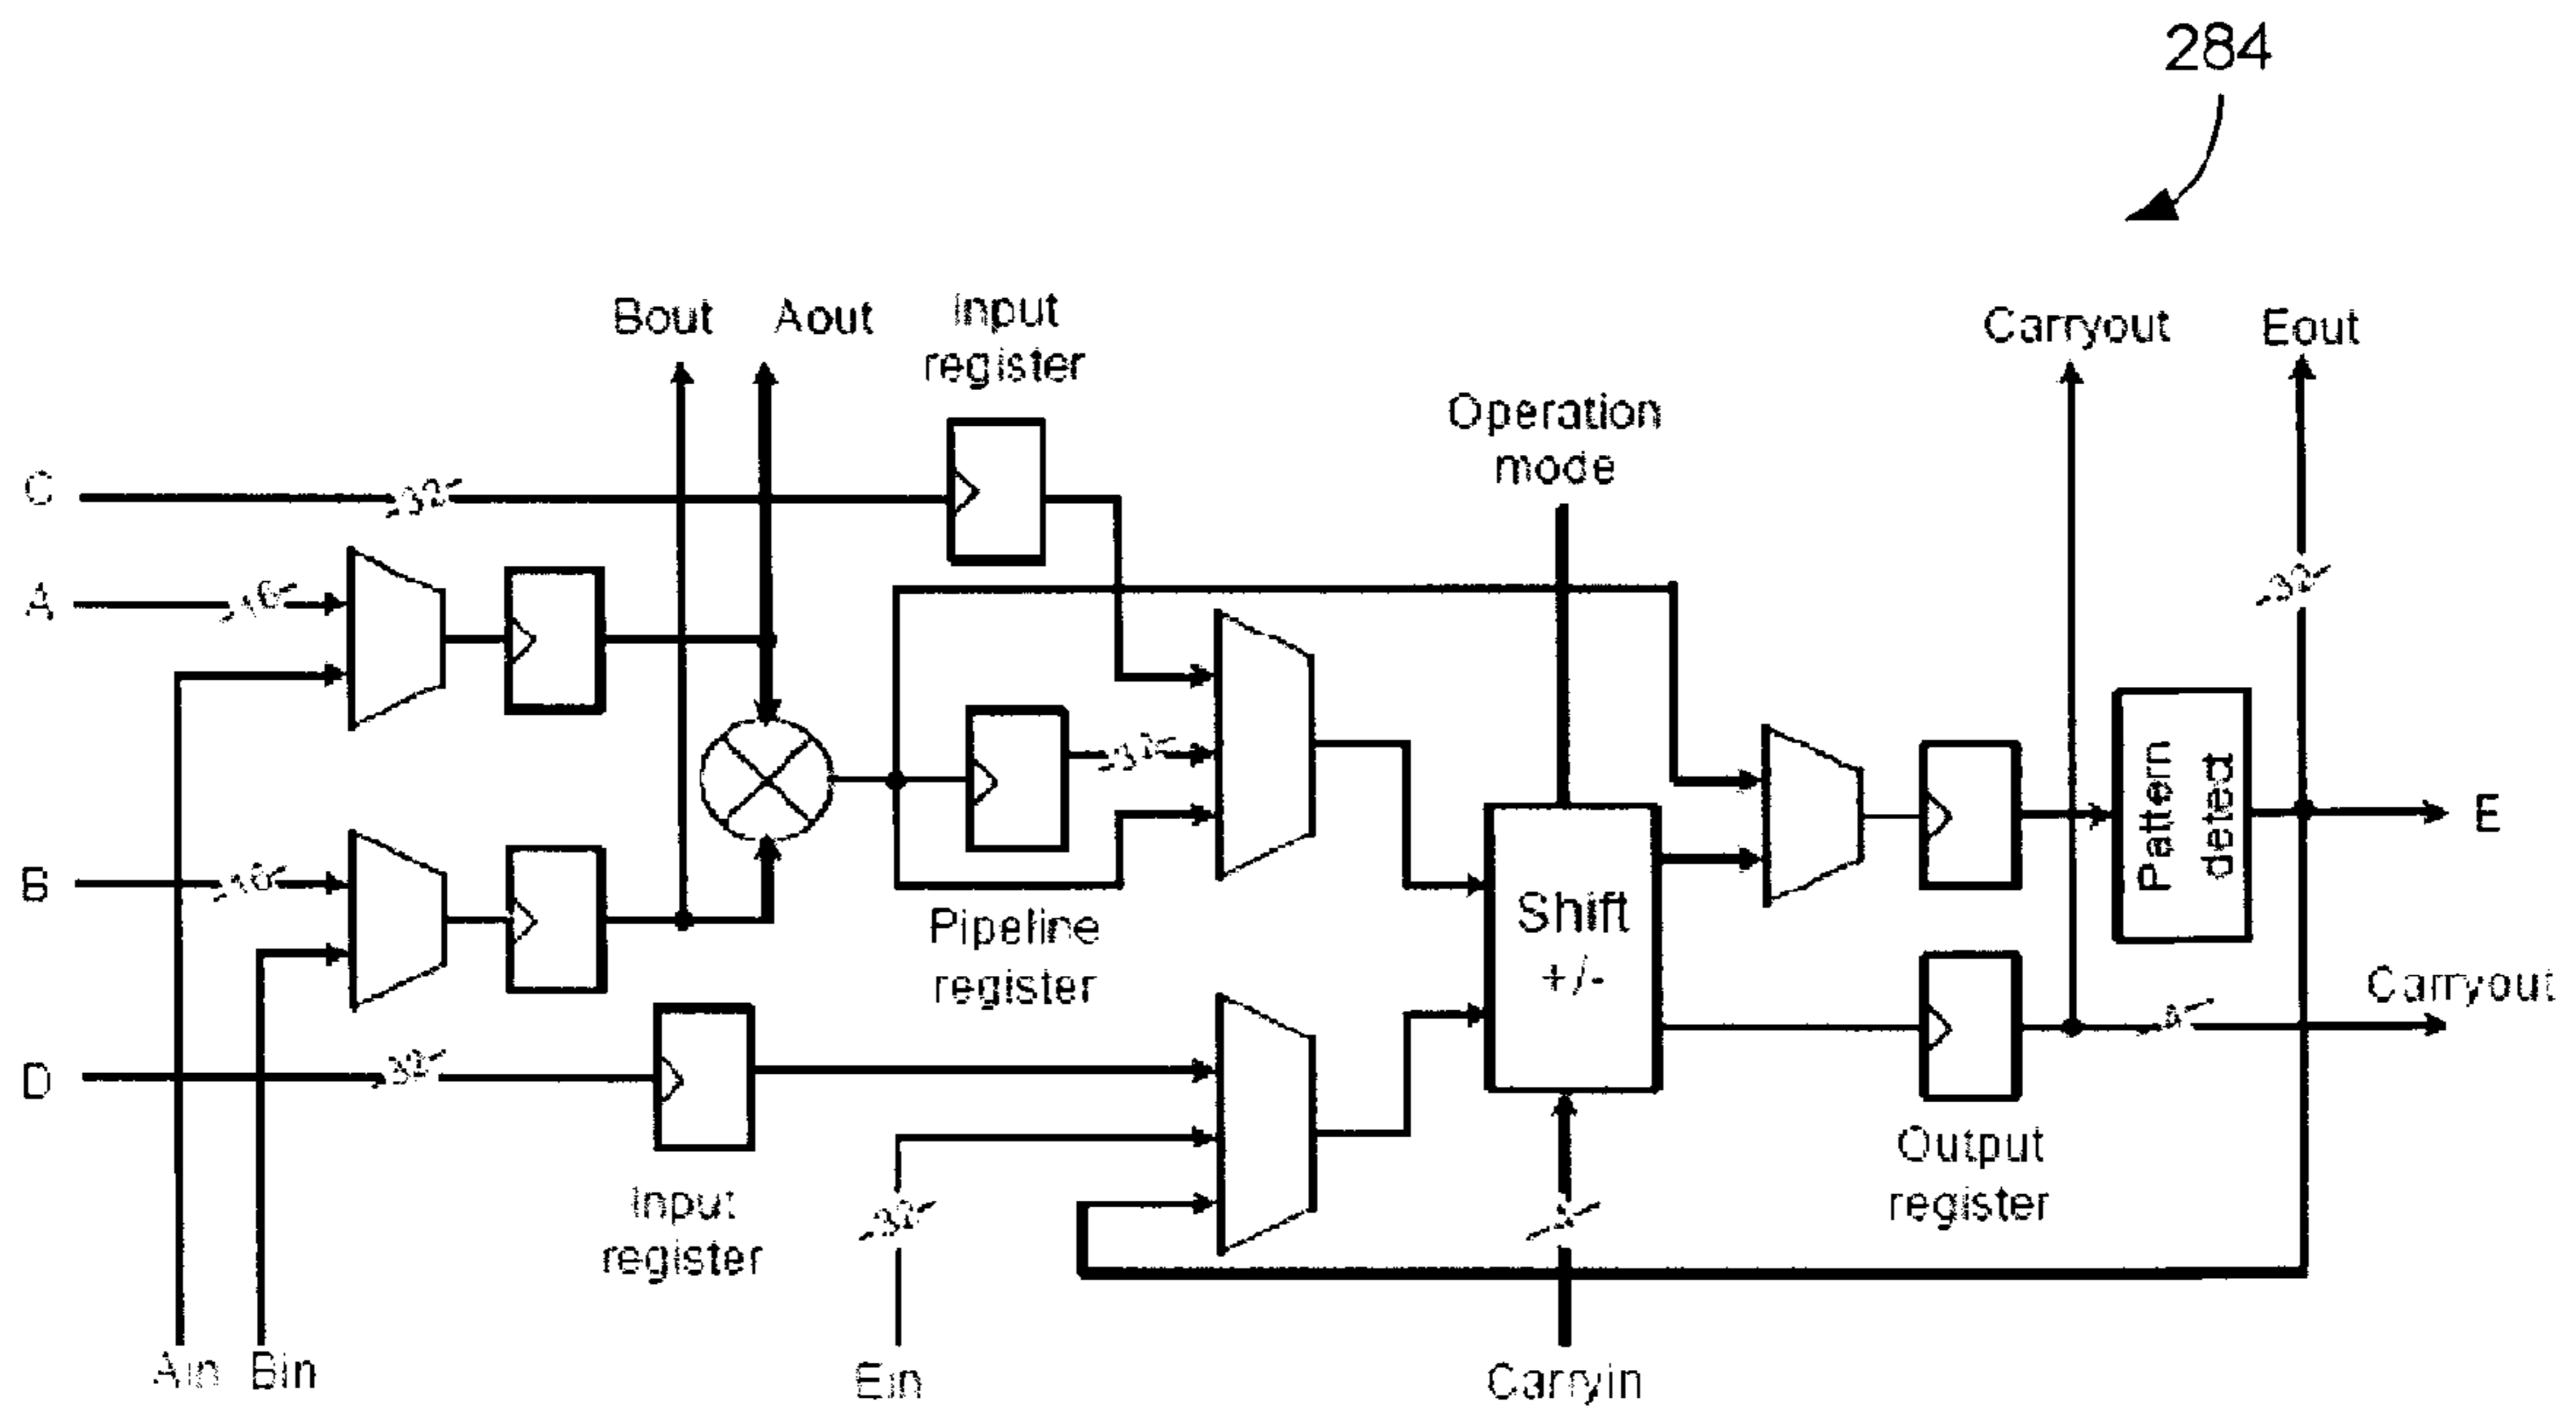 284
Bout
Aout
Input
register
Carryout
Eout
Operation
mode
C
32
A
16
32
32
B
16
Pipeline
register
Shift
+/-
Pattern
detect
E
Carryout
4
D
32
Input
register
32
Output
register
Ain
Bin
Ein
Carryin